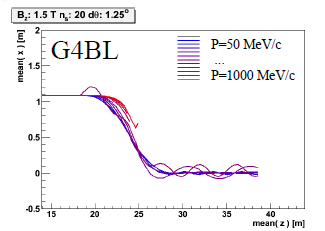 B_z: 1.5 T n_s: 20 dθ: 1.25°
mean( x ) [m]
2
1.5
1
0.5
0
-0.5
G4BL
P=50 MeV/c
...
P=1000 MeV/c
15 20 25 30 35 40
mean( z ) [m]